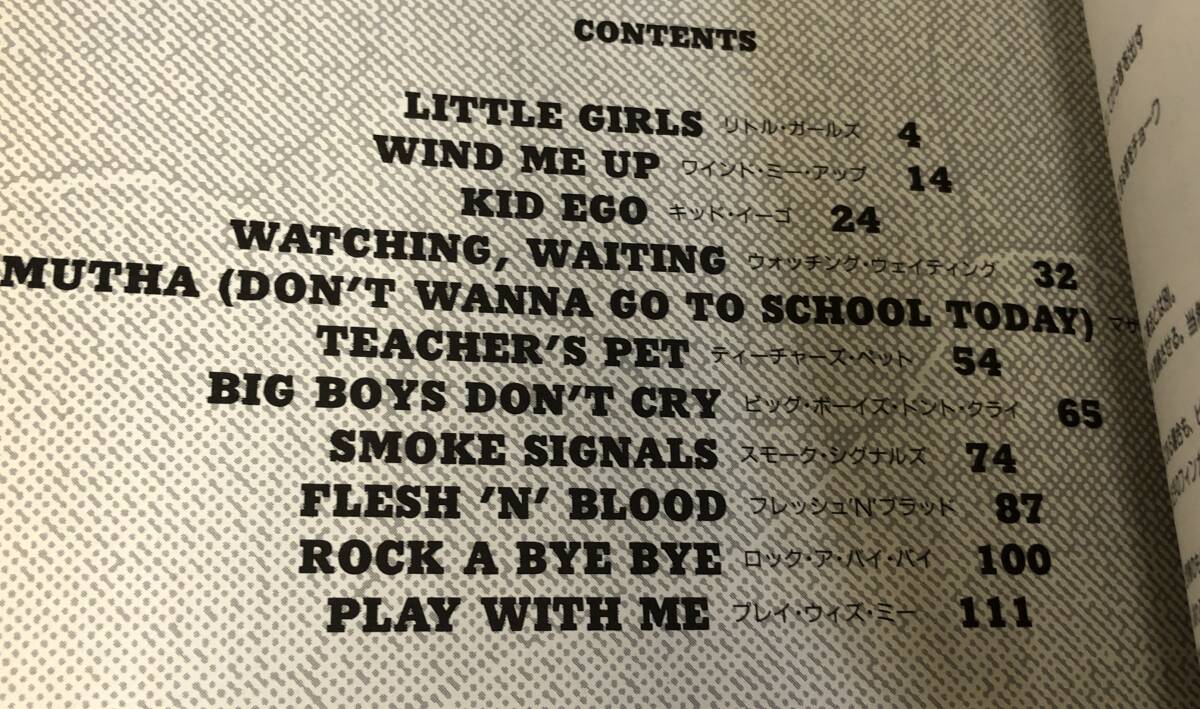 CONTENTS
LITTLE GIRLS リトル・ガールズ 4
WIND ME UP ワインド・ミー・アップ 14
KID EGO キッド・イーゴ 24
WATCHING, WAITING ウォッチング・ウェイティング 32
MUTHA (DON'T WANNA GO TO SCHOOL TODAY) マザ
TEACHER'S PET ティーチャーズ・ペット 54
BIG BOYS DON'T CRY ビッグ・ボーイズ・ドント・クライ 65
SMOKE SIGNALS スモーク・シグナルズ 74
FLESH 'N' BLOOD フレッシュ'N'ブラッド 87
ROCK A BYE BYE ロック・ア・バイ・バイ 100
PLAY WITH ME プレイ・ウィズ・ミー 111